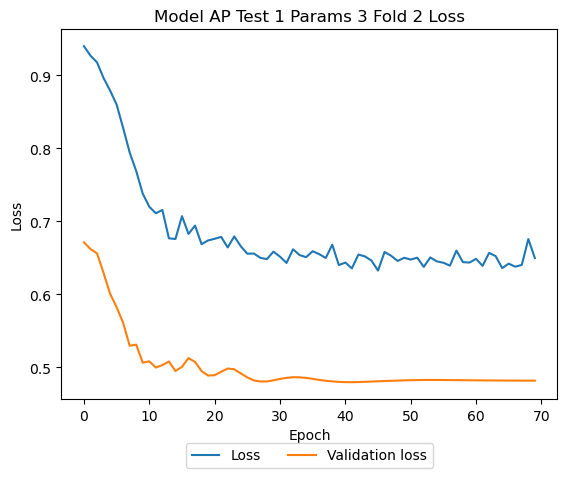 Model AP Test 1 Params 3 Fold 2 Loss
0.9
0.8
0.7
0.6
0.5
Loss
0 10 20 30 40 50 60 70
Epoch
Loss Validation loss